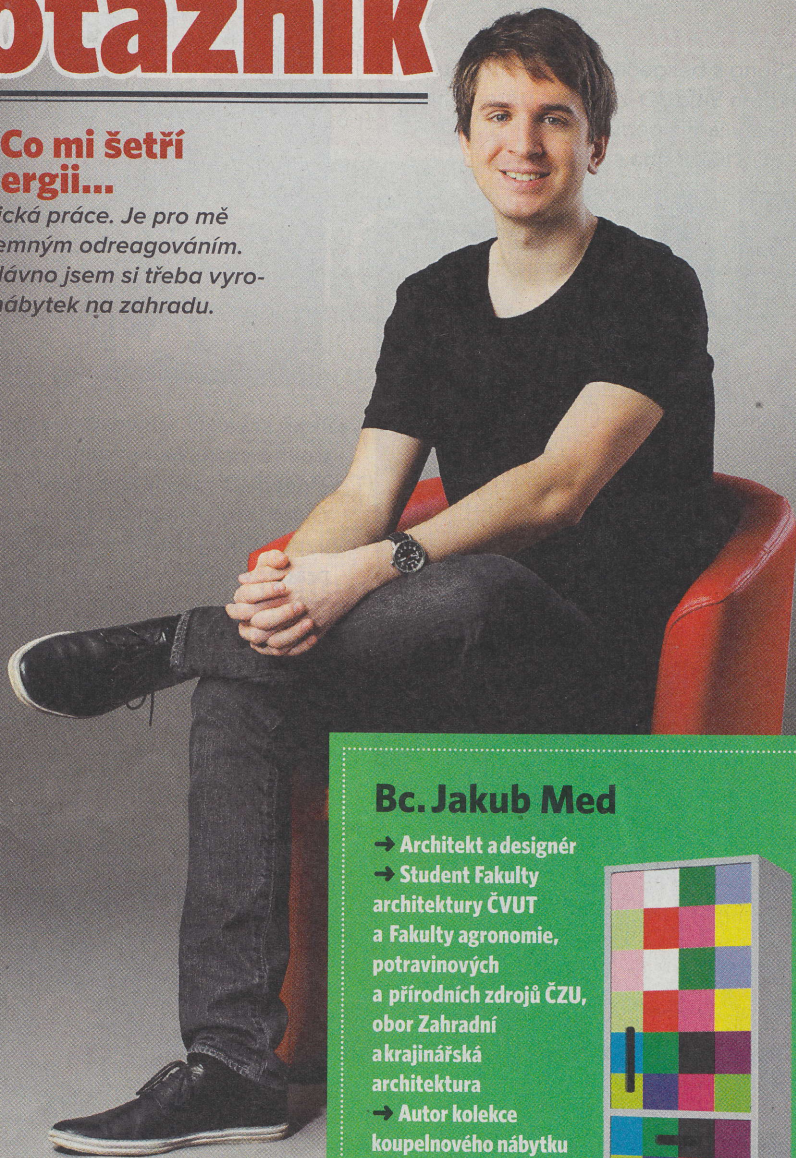 otazník
Co mi šetří
ergii...
ická práce. Je pro mě
emným odreagováním.
dávno jsem si třeba vyro-
nábytek na zahradu.
Bc. Jakub Med
➔ Architekt a designér
➔ Student Fakulty
architektury ČVUT
a Fakulty agronomie,
potravinových
a přírodních zdrojů ČZU,
obor Zahradní
a krajinářská
architektura
➔ Autor kolekce
koupelnového nábytku